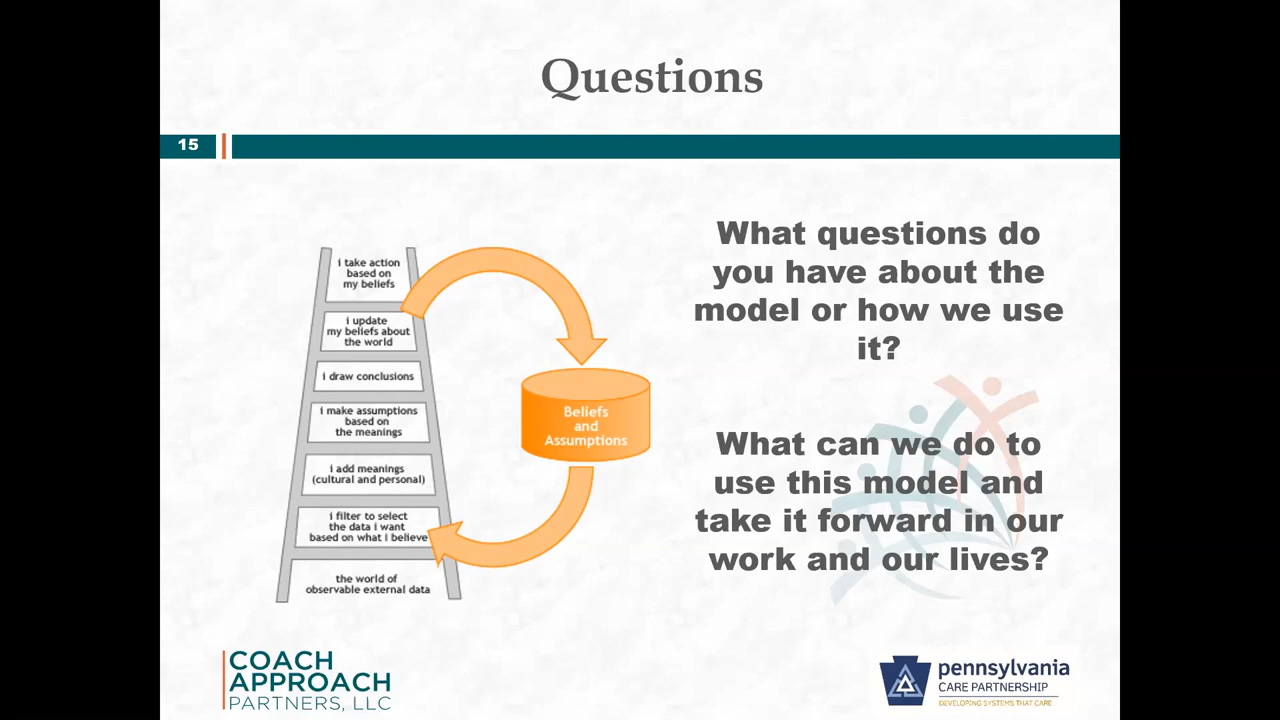 Questions
15
i take action
based on
my beliefs
i update
my beliefs about
the world
i draw conclusions
i make assumptions
based on
the meanings
i add meanings
(cultural and personal)
i filter to select
the data i want
based on what i believe
the world of
observable external data
Beliefs
and
Assumptions
What questions do
you have about the
model or how we use
it?
What can we do to
use this model and
take it forward in our
work and our lives?
COACH
APPROACH
PARTNERS, LLC
pennsylvania
CARE PARTNERSHIP
DEVELOPING SYSTEMS THAT CARE